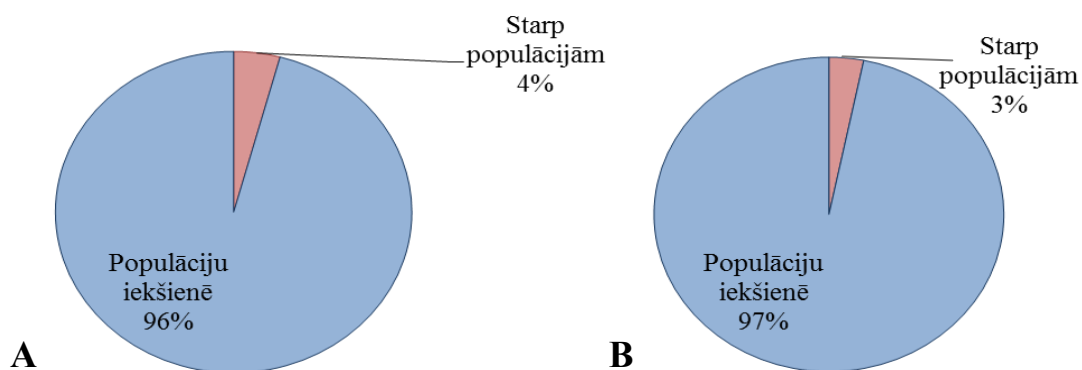 Starp
populācijām
4%
Populāciju
iekšienē
96%
A
Starp
populācijām
3%
Populāciju
iekšienē
97%
B